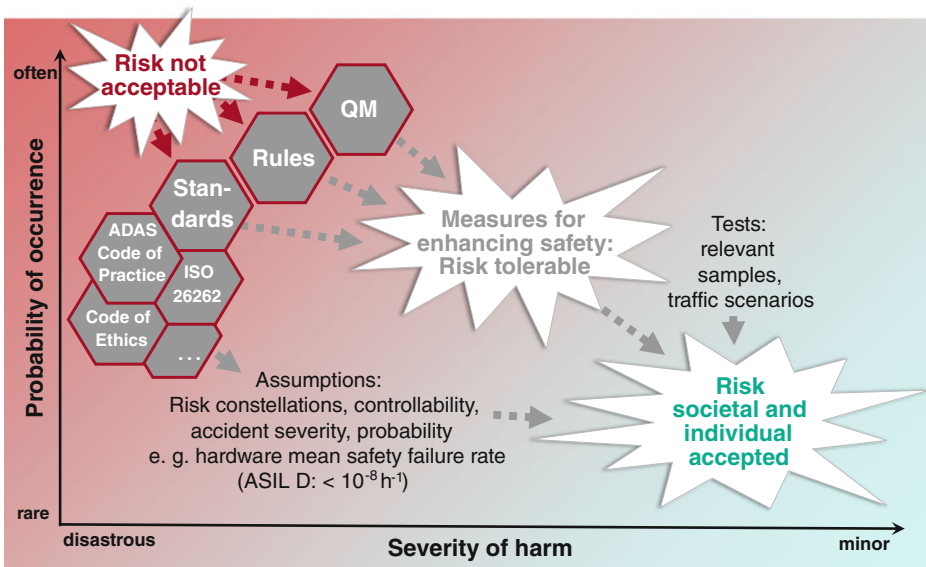 Probability of occurrence
often
rare
Risk not
acceptable
QM
Rules
Stan-
dards
ADAS
Code of
Practice
ISO
26262
Code of
Ethics
...
Measures for
enhancing safety:
Risk tolerable
Tests:
relevant
samples,
traffic scenarios
Assumptions:
Risk constellations, controllability,
accident severity, probability
e. g. hardware mean safety failure rate
(ASIL D: < 10⁻⁸ h⁻¹)
Risk
societal and
individual
accepted
disastrous
Severity of harm
minor